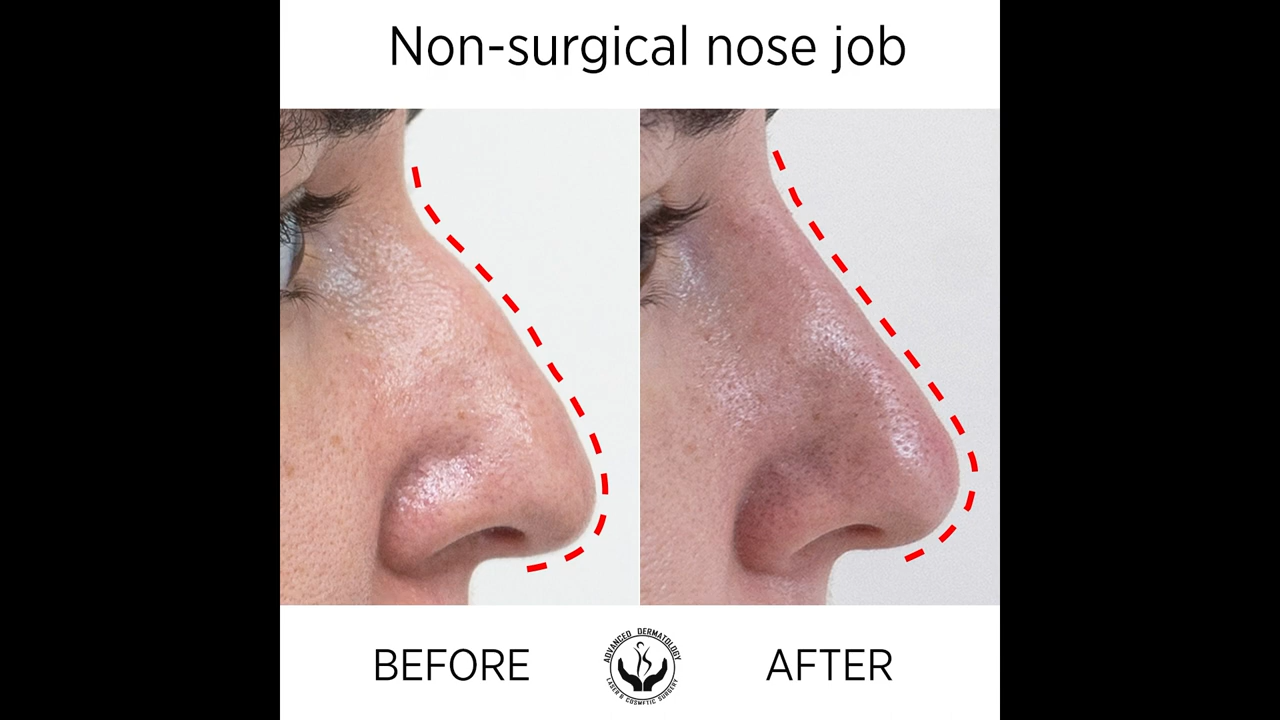 Non-surgical nose job
BEFORE
ADVANCED DERMATOLOGY
LASER & COSMETIC SURGERY
AFTER